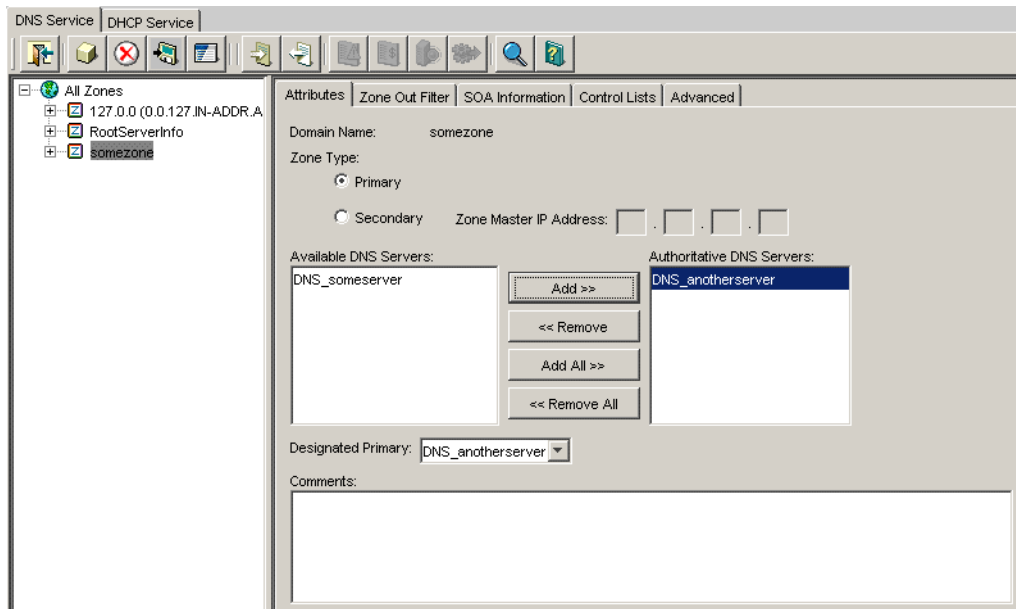 DNS Service DHCP Service
All Zones
127.0.0 (0.0.127.IN-ADDR.A
RootServerInfo
somezone
Attributes Zone Out Filter SOA Information Control Lists Advanced
Domain Name: somezone
Zone Type:
Primary
Secondary Zone Master IP Address: . . .
Available DNS Servers: Authoritative DNS Servers:
DNS_someserver Add >> DNS_anotherserver
<< Remove
Add All >>
<< Remove All
Designated Primary: DNS_anotherserver
Comments: